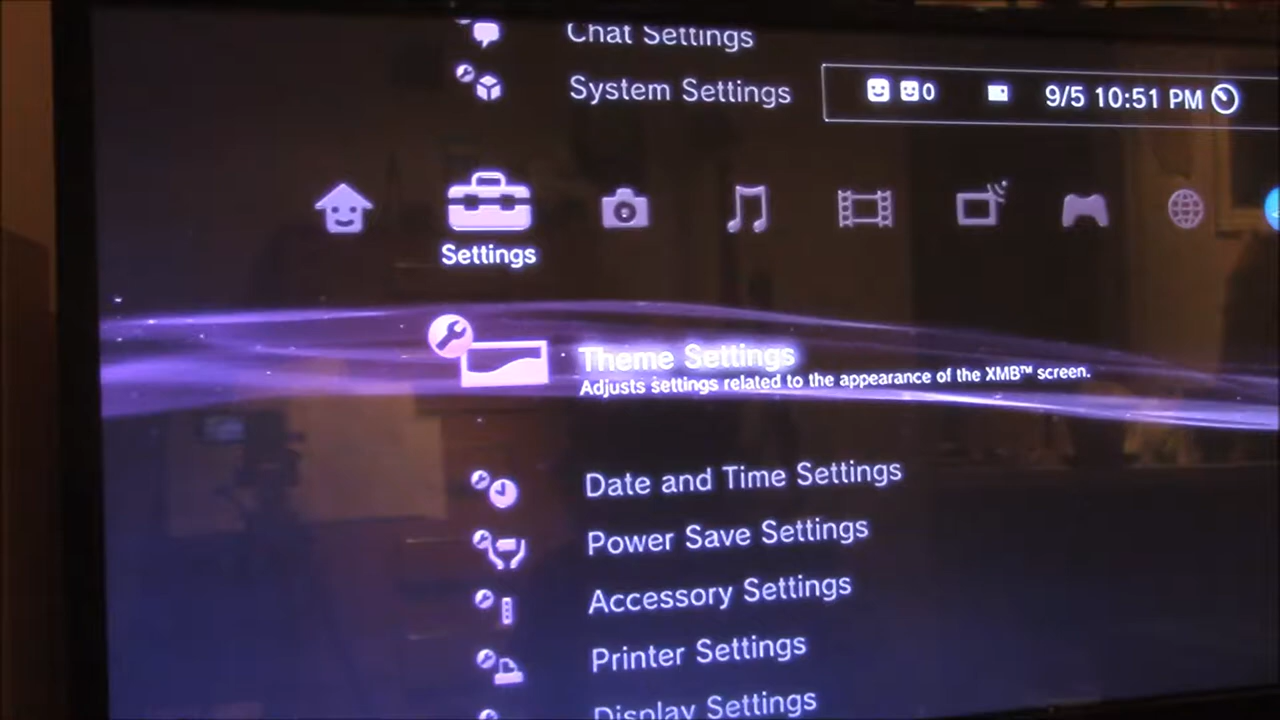 Chat Settings
System Settings
0
9/5 10:51 PM
Settings
Theme Settings
Adjusts settings related to the appearance of the XMB™ screen.
Date and Time Settings
Power Save Settings
Accessory Settings
Printer Settings
Display Settings